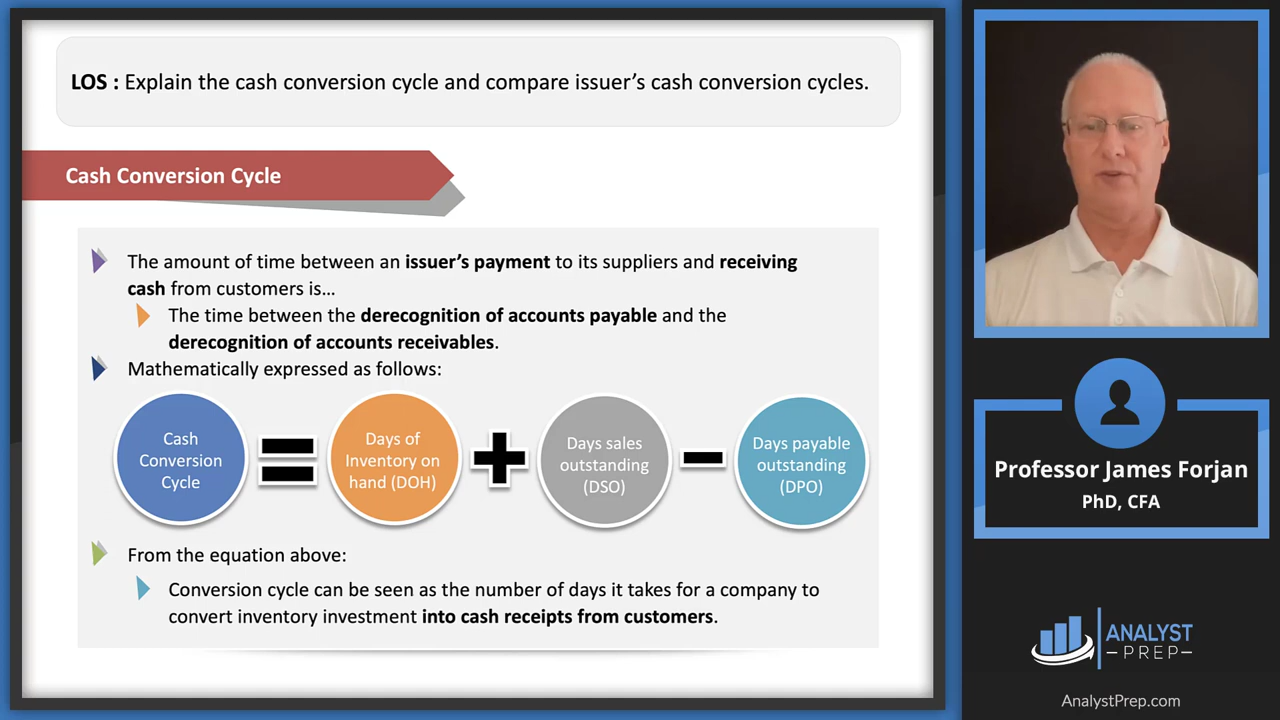 LOS : Explain the cash conversion cycle and compare issuer's cash conversion cycles.
Cash Conversion Cycle
The amount of time between an issuer's payment to its suppliers and receiving
cash from customers is…
The time between the derecognition of accounts payable and the
derecognition of accounts receivables.
Mathematically expressed as follows:
Cash
Conversion
Cycle
=
Days of
Inventory on
hand (DOH)
+
Days sales
outstanding
(DSO)
-
Days payable
outstanding
(DPO)
From the equation above:
Conversion cycle can be seen as the number of days it takes for a company to
convert inventory investment into cash receipts from customers.
Professor James Forjan
PhD, CFA
ANALYST
–PREP–
AnalystPrep.com